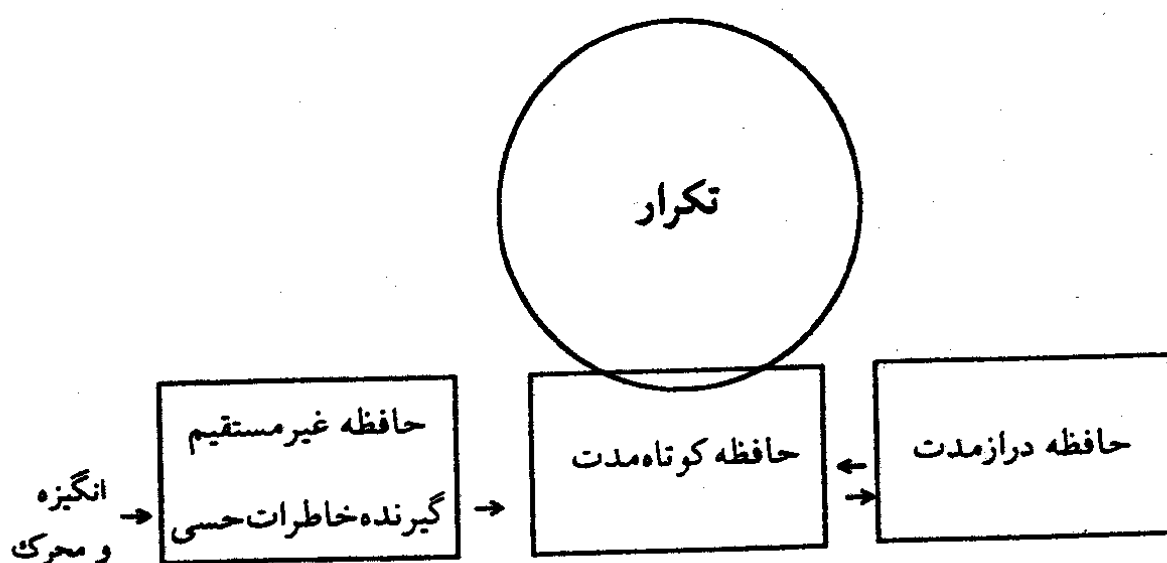 تکرار
حافظه درازمدت
حافظه کوتاه‌مدت
حافظه غیرمستقیم
گیرنده خاطرات حسی
انگیزه
و محرک